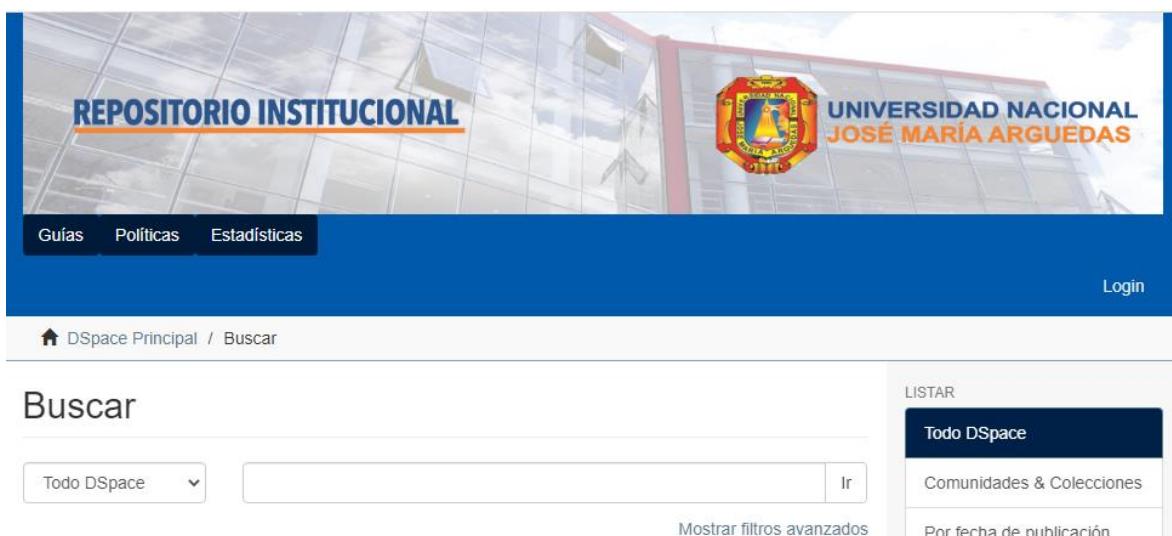 REPOSITORIO INSTITUCIONAL
UNIVERSIDAD NACIONAL
JOSÉ MARÍA ARGUEDAS
Guías Políticas Estadísticas
Login
DSpace Principal / Buscar
Buscar
Todo DSpace
Ir
Mostrar filtros avanzados
LISTAR
Todo DSpace
Comunidades & Colecciones
Por fecha de publicación